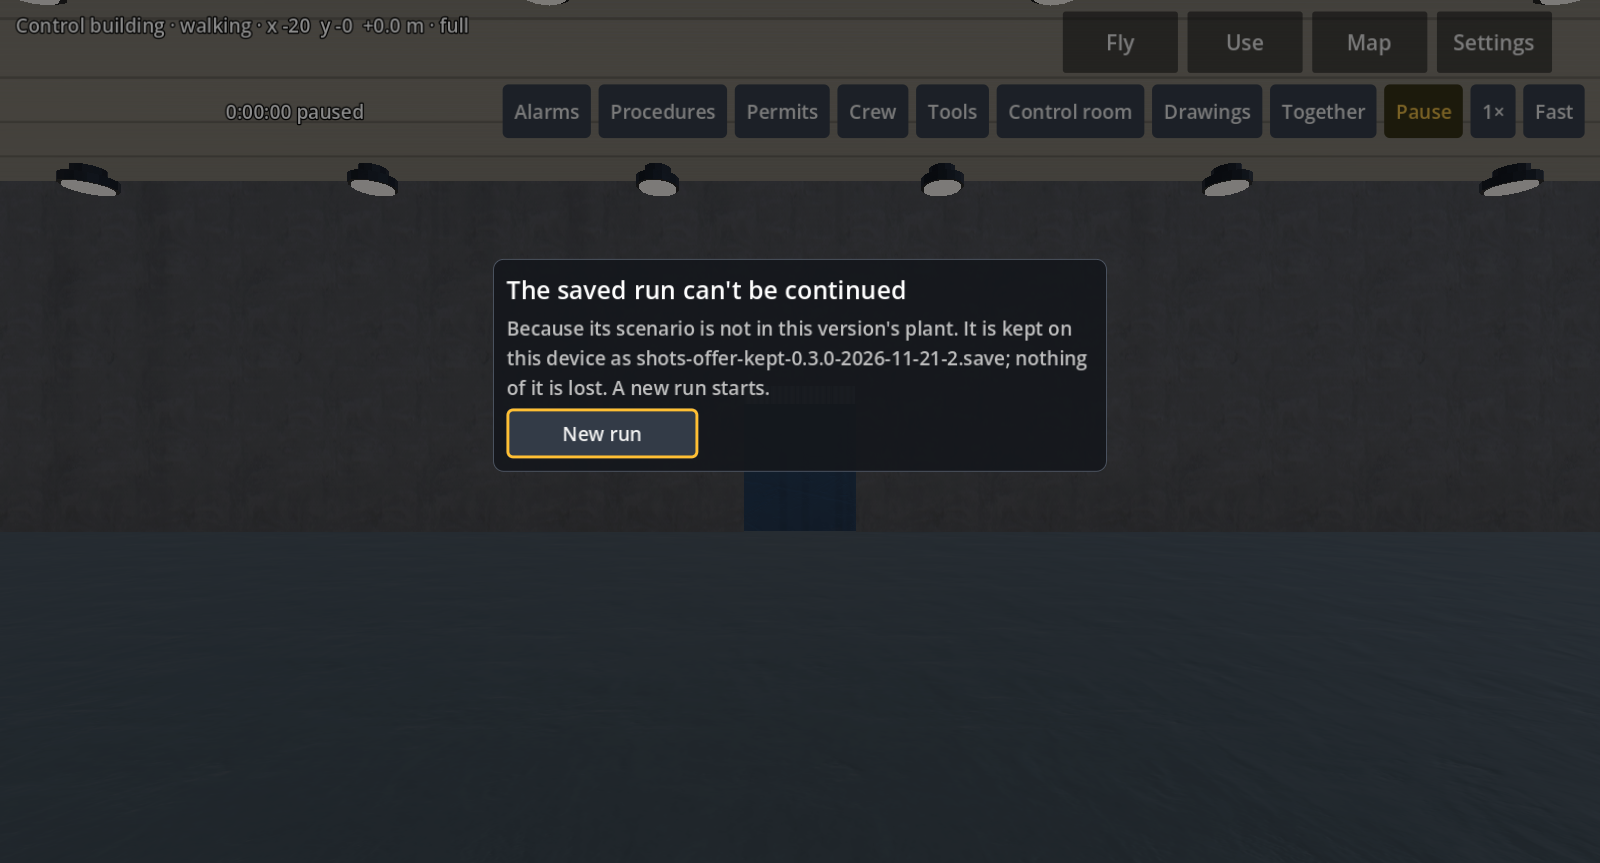 Control building · walking · x -20 y -0 +0.0 m · full
Fly
Use
Map
Settings
0:00:00 paused
Alarms
Procedures
Permits
Crew
Tools
Control room
Drawings
Together
Pause
1×
Fast
The saved run can't be continued
Because its scenario is not in this version's plant. It is kept on
this device as shots-offer-kept-0.3.0-2026-11-21-2.save; nothing
of it is lost. A new run starts.
New run